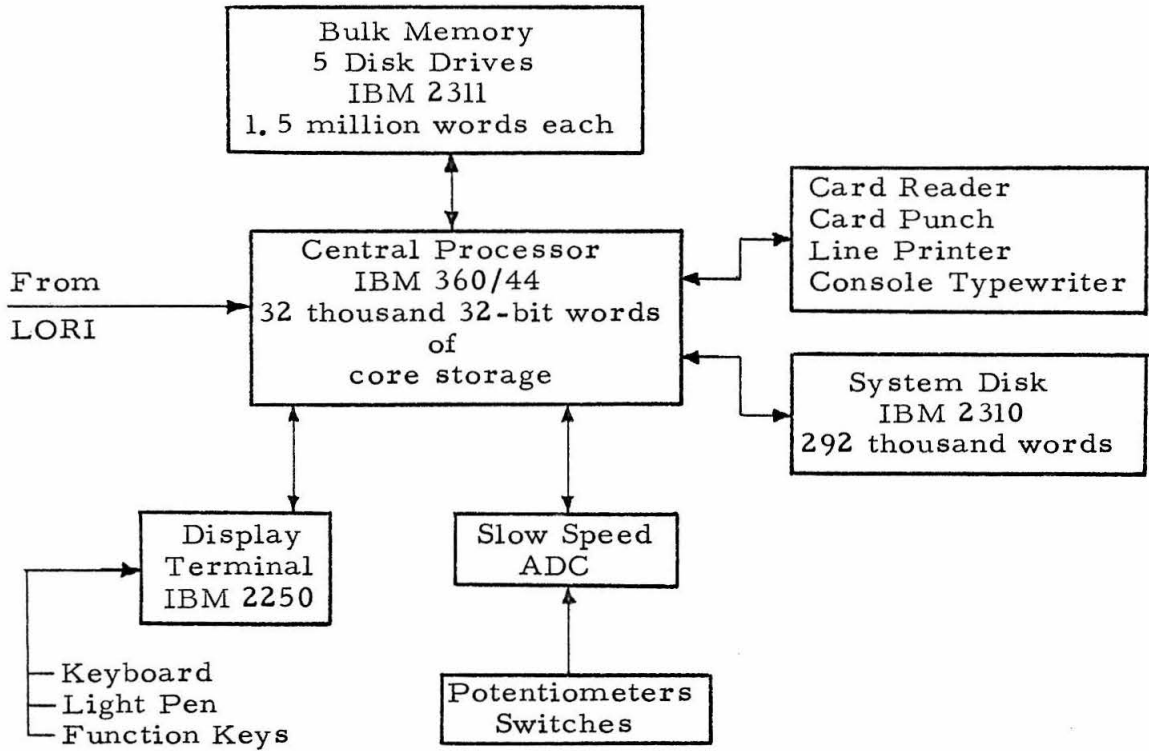 Bulk Memory
5 Disk Drives
IBM 2311
1.5 million words each
Card Reader
Card Punch
Line Printer
Console Typewriter
Central Processor
IBM 360/44
32 thousand 32-bit words
of
core storage
From
LORI
System Disk
IBM 2310
292 thousand words
Display
Terminal
IBM 2250
Slow Speed
ADC
Keyboard
Light Pen
Function Keys
Potentiometers
Switches